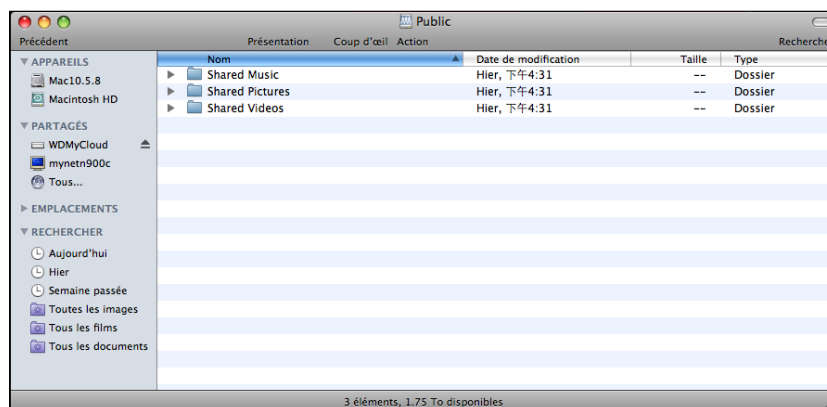 Public
Précédent Présentation Coup d'œil Action Recherche
APPAREILS
Mac10.5.8
Macintosh HD
PARTAGÉS
WDMyCloud
mynetn900c
Tous...
EMPLACEMENTS
RECHERCHER
Aujourd'hui
Hier
Semaine passée
Toutes les images
Tous les films
Tous les documents
Nom Date de modification Taille Type
Shared Music Hier, 下午4:31 -- Dossier
Shared Pictures Hier, 下午4:31 -- Dossier
Shared Videos Hier, 下午4:31 -- Dossier
3 éléments, 1.75 To disponibles